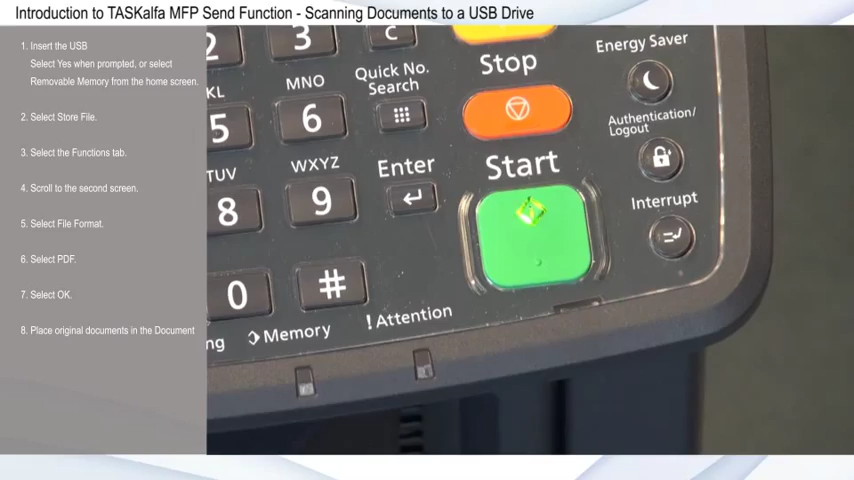 Introduction to TASKalfa MFP Send Function - Scanning Documents to a USB Drive
1. Insert the USB
Select Yes when prompted, or select
Removable Memory from the home screen.
2. Select Store File.
3. Select the Functions tab.
4. Scroll to the second screen.
5. Select File Format.
6. Select PDF.
7. Select OK.
8. Place original documents in the Document
2
3
C
Energy Saver
Stop
KL
MNO
Quick No.
Search
5
6
Authentication/
Logout
TUV
WXYZ
Enter
Start
8
9
Interrupt
0
#
ng
Memory
!Attention